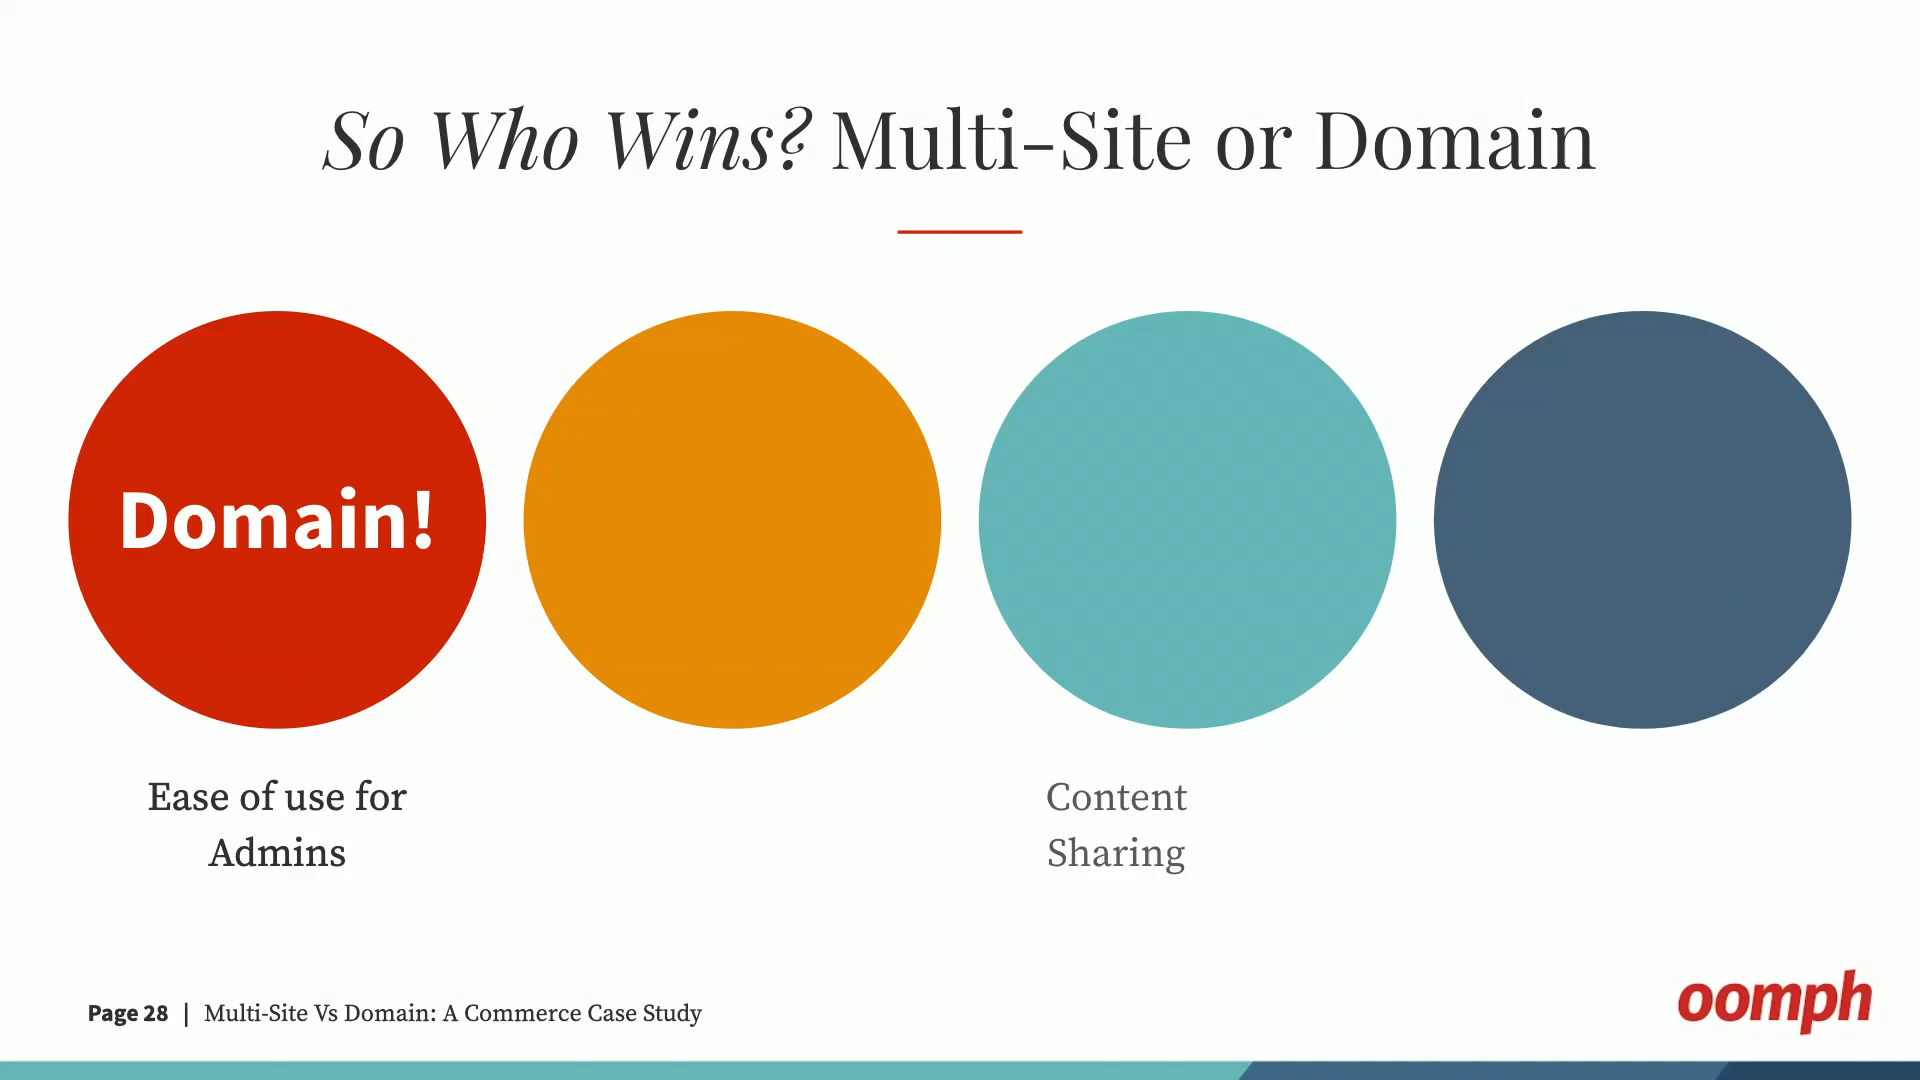 So Who Wins? Multi-Site or Domain
Domain!
Ease of use for
Admins
Content
Sharing
Page 28 | Multi-Site Vs Domain: A Commerce Case Study
oomph